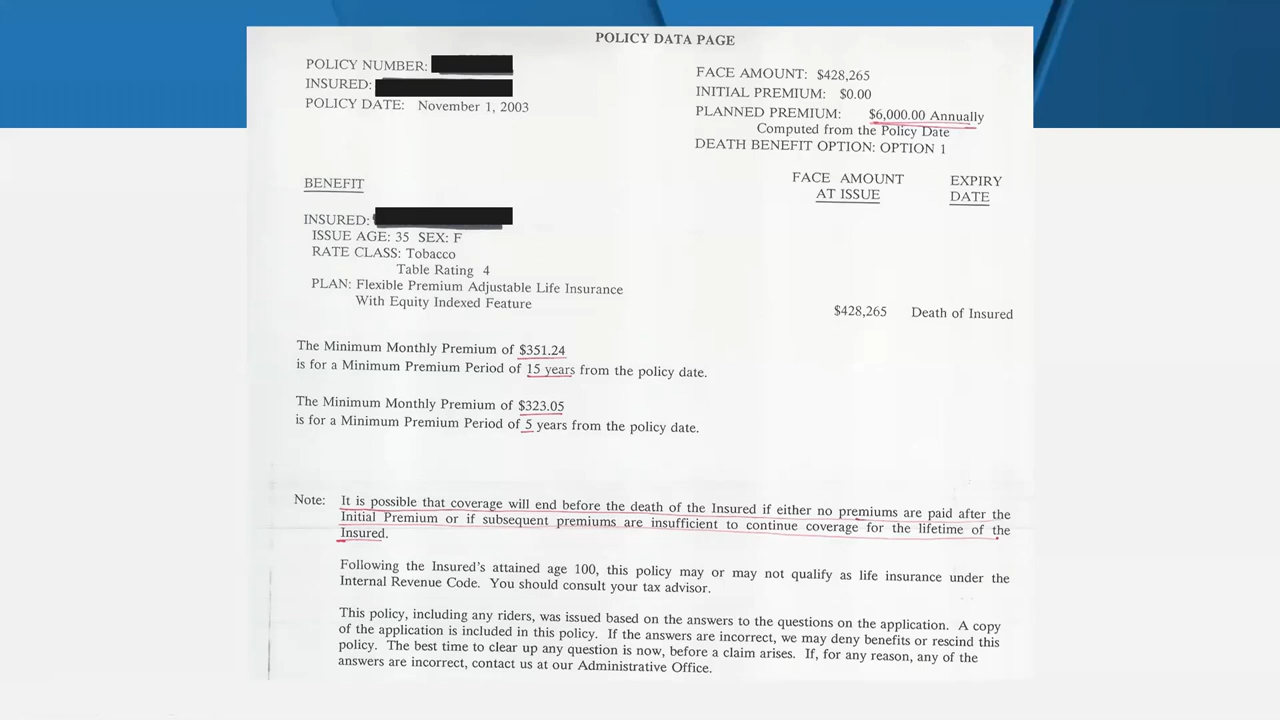 POLICY DATA PAGE
POLICY NUMBER:
INSURED:
POLICY DATE: November 1, 2003
FACE AMOUNT: $428,265
INITIAL PREMIUM: $0.00
PLANNED PREMIUM: $6,000.00 Annually
Computed from the Policy Date
DEATH BENEFIT OPTION: OPTION 1
BENEFIT
FACE AMOUNT
AT ISSUE
EXPIRY
DATE
INSURED:
ISSUE AGE: 35 SEX: F
RATE CLASS: Tobacco
Table Rating 4
PLAN: Flexible Premium Adjustable Life Insurance
With Equity Indexed Feature
$428,265 Death of Insured
The Minimum Monthly Premium of $351.24
is for a Minimum Premium Period of 15 years from the policy date.
The Minimum Monthly Premium of $323.05
is for a Minimum Premium Period of 5 years from the policy date.
Note: It is possible that coverage will end before the death of the Insured if either no premiums are paid after the
Initial Premium or if subsequent premiums are insufficient to continue coverage for the lifetime of the
Insured.
Following the Insured's attained age 100, this policy may or may not qualify as life insurance under the
Internal Revenue Code. You should consult your tax advisor.
This policy, including any riders, was issued based on the answers to the questions on the application. A copy
of the application is included in this policy. If the answers are incorrect, we may deny benefits or rescind this
policy. The best time to clear up any question is now, before a claim arises. If, for any reason, any of the
answers are incorrect, contact us at our Administrative Office.